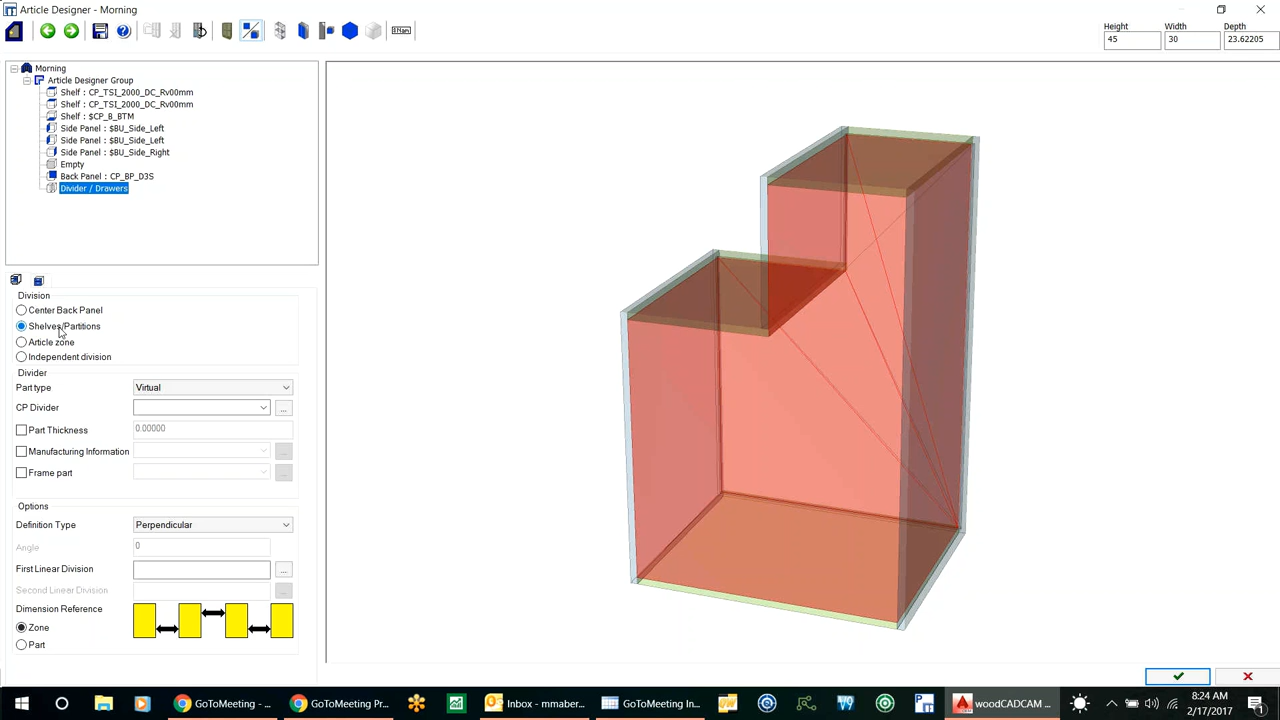 Article Designer - Morning
Height
Width
Depth
45
30
23.62205
Morning
Article Designer Group
Shelf : CP_TSI_2000_DC_Rv00mm
Shelf : CP_TSI_2000_DC_Rv00mm
Shelf : $CP_B_BTM
Side Panel : $BU_Side_Left
Side Panel : $BU_Side_Left
Side Panel : $BU_Side_Right
Empty
Back Panel : CP_BP_D3S
Divider / Drawers
Division
Center Back Panel
Shelves/Partitions
Article zone
Independent division
Divider
Part type
Virtual
CP Divider
...
Part Thickness
0.00000
Manufacturing Information
...
Frame part
...
Options
Definition Type
Perpendicular
Angle
0
First Linear Division
...
Second Linear Division
...
Dimension Reference
Zone
Part
GoToMeeting - ...
GoToMeeting Pr...
Inbox - mmaber...
GoToMeeting In...
woodCADCAM ...
8:24 AM
2/17/2017